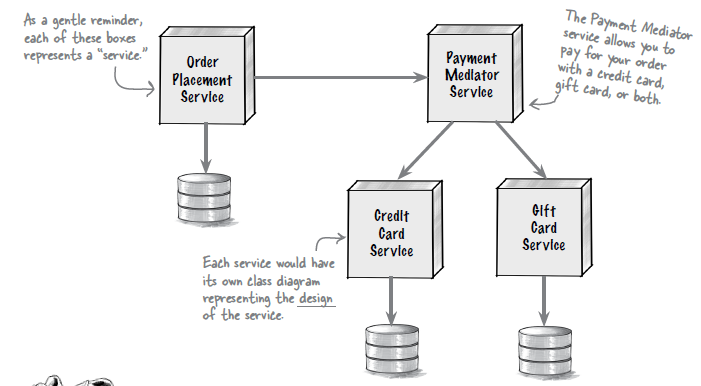 As a gentle reminder,
each of these boxes
represents a "service."
Order
Placement
Service
Payment
Mediator
Service
The Payment Mediator
service allows you to
pay for your order
with a credit card,
gift card, or both.
Credit
Card
Service
Gift
Card
Service
Each service would have
its own class diagram
representing the design
of the service.